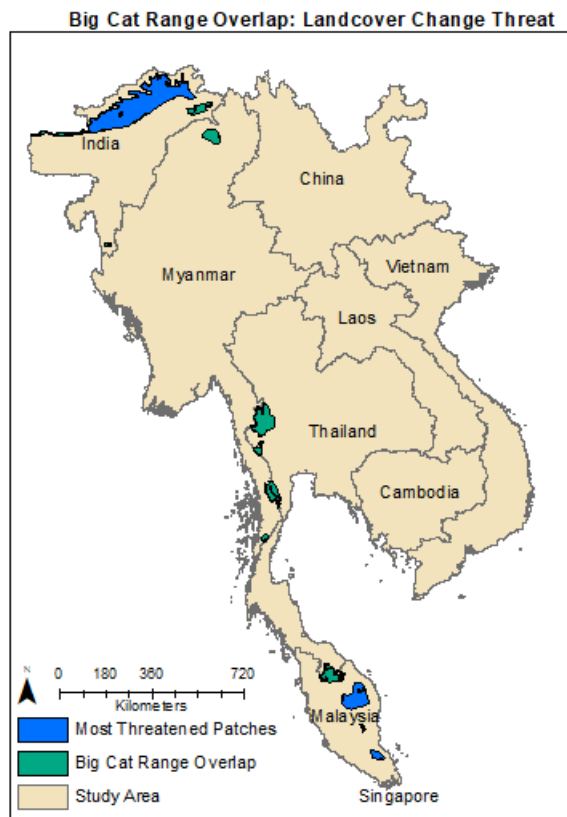 Big Cat Range Overlap: Landcover Change Threat
India
China
Myanmar
Vietnam
Laos
Thailand
Cambodia
N
0 180 360 720
Kilometers
Malaysia
Most Threatened Patches
Big Cat Range Overlap
Study Area
Singapore